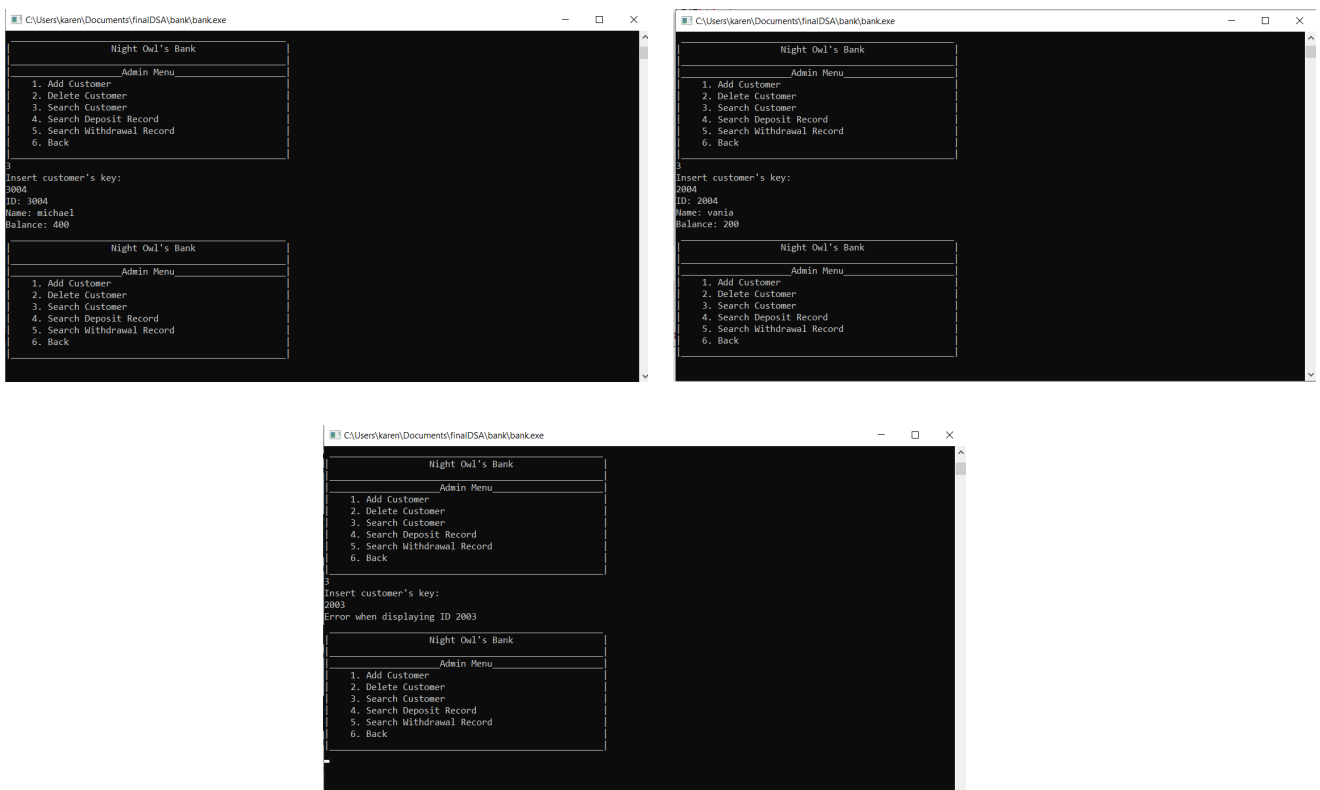 C:\Users\karen\Documents\finalDSA\bank\bank.exe
Night Owl's Bank
Admin Menu
1. Add Customer
2. Delete Customer
3. Search Customer
4. Search Deposit Record
5. Search Withdrawal Record
6. Back
3
Insert customer's key:
3004
ID: 3004
Name: michael
Balance: 400
Night Owl's Bank
Admin Menu
1. Add Customer
2. Delete Customer
3. Search Customer
4. Search Deposit Record
5. Search Withdrawal Record
6. Back
C:\Users\karen\Documents\finalDSA\bank\bank.exe
Night Owl's Bank
Admin Menu
1. Add Customer
2. Delete Customer
3. Search Customer
4. Search Deposit Record
5. Search Withdrawal Record
6. Back
3
Insert customer's key:
2004
ID: 2004
Name: vania
Balance: 200
Night Owl's Bank
Admin Menu
1. Add Customer
2. Delete Customer
3. Search Customer
4. Search Deposit Record
5. Search Withdrawal Record
6. Back
C:\Users\karen\Documents\finalDSA\bank\bank.exe
Night Owl's Bank
Admin Menu
1. Add Customer
2. Delete Customer
3. Search Customer
4. Search Deposit Record
5. Search Withdrawal Record
6. Back
3
Insert customer's key:
2003
Error when displaying ID 2003
Night Owl's Bank
Admin Menu
1. Add Customer
2. Delete Customer
3. Search Customer
4. Search Deposit Record
5. Search Withdrawal Record
6. Back